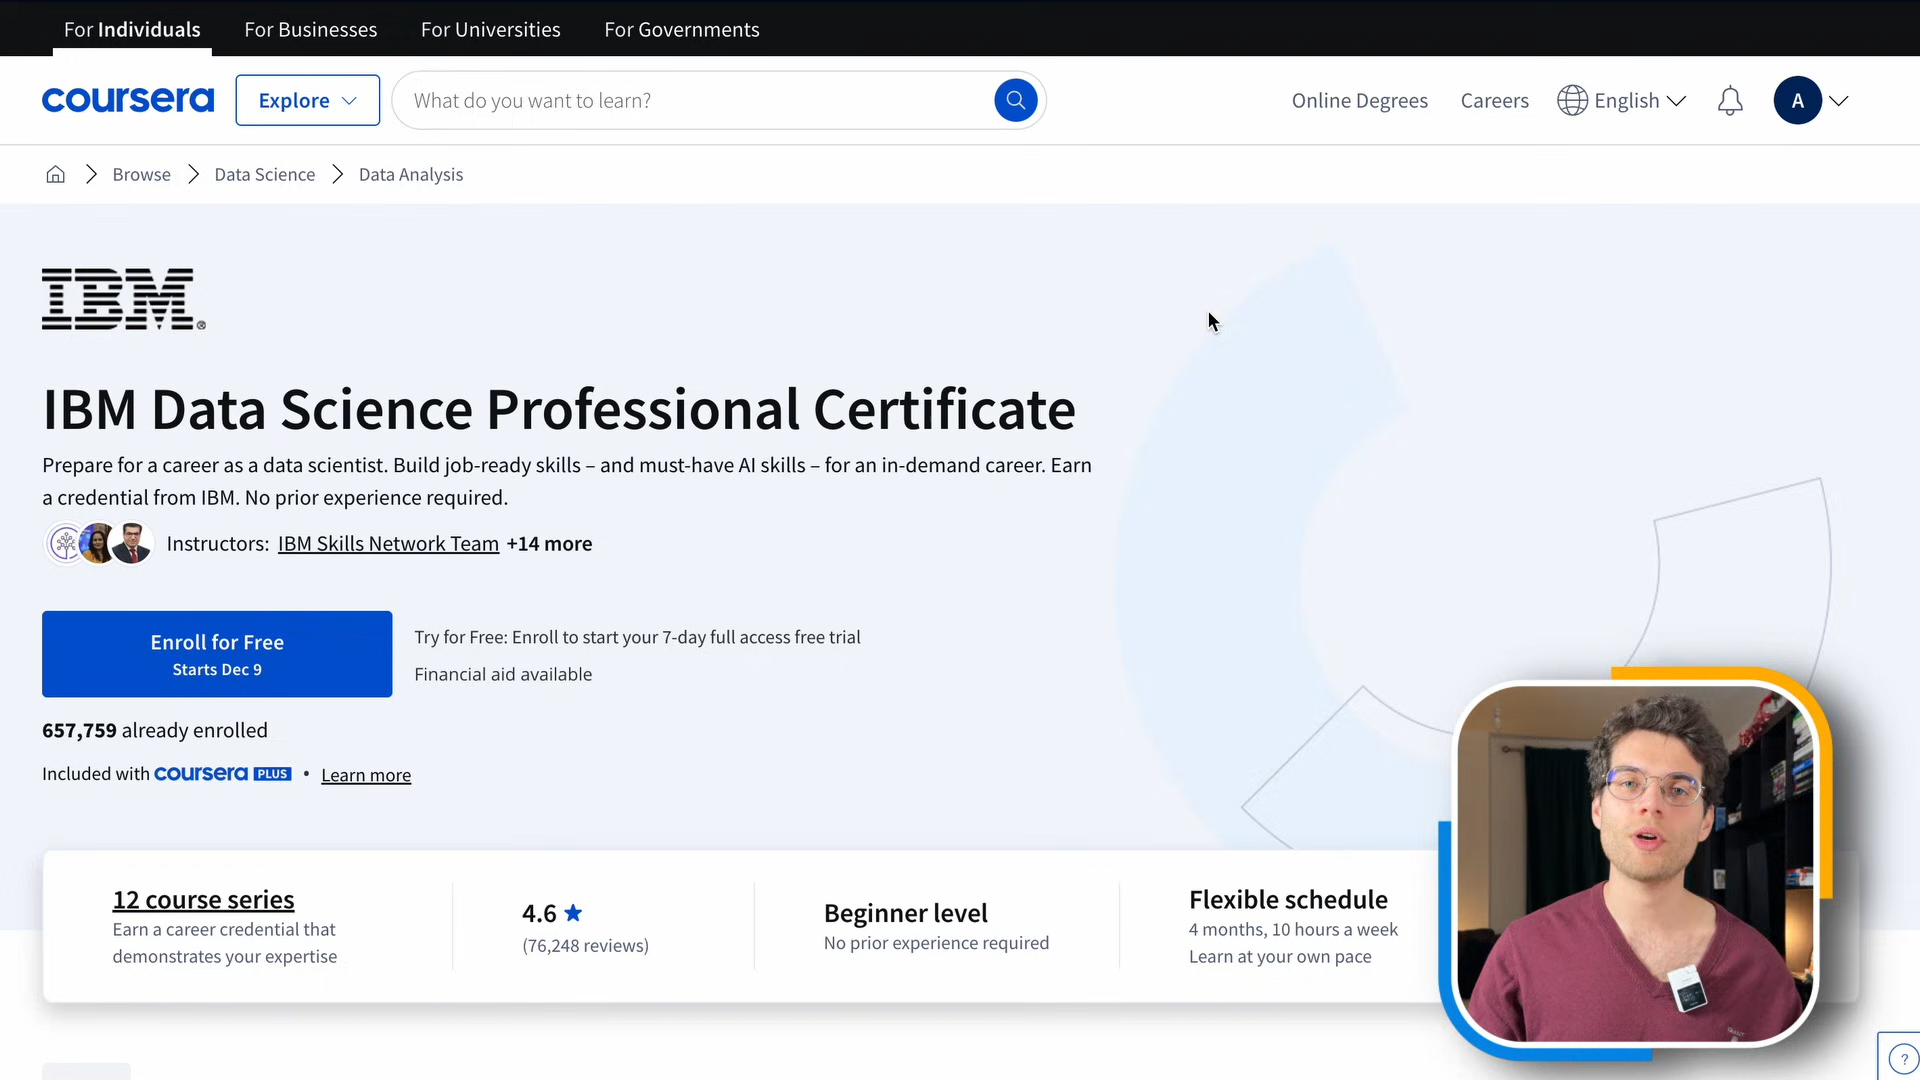 For Individuals
For Businesses
For Universities
For Governments
coursera
Explore
What do you want to learn?
Online Degrees
Careers
English
A
Browse
Data Science
Data Analysis
IBM®
IBM Data Science Professional Certificate
Prepare for a career as a data scientist. Build job-ready skills – and must-have AI skills – for an in-demand career. Earn
a credential from IBM. No prior experience required.
Instructors: IBM Skills Network Team +14 more
Enroll for Free
Starts Dec 9
Try for Free: Enroll to start your 7-day full access free trial
Financial aid available
657,759 already enrolled
Included with coursera PLUS • Learn more
12 course series
Earn a career credential that
demonstrates your expertise
4.6 ★
(76,248 reviews)
Beginner level
No prior experience required
Flexible schedule
4 months, 10 hours a week
Learn at your own pace
?